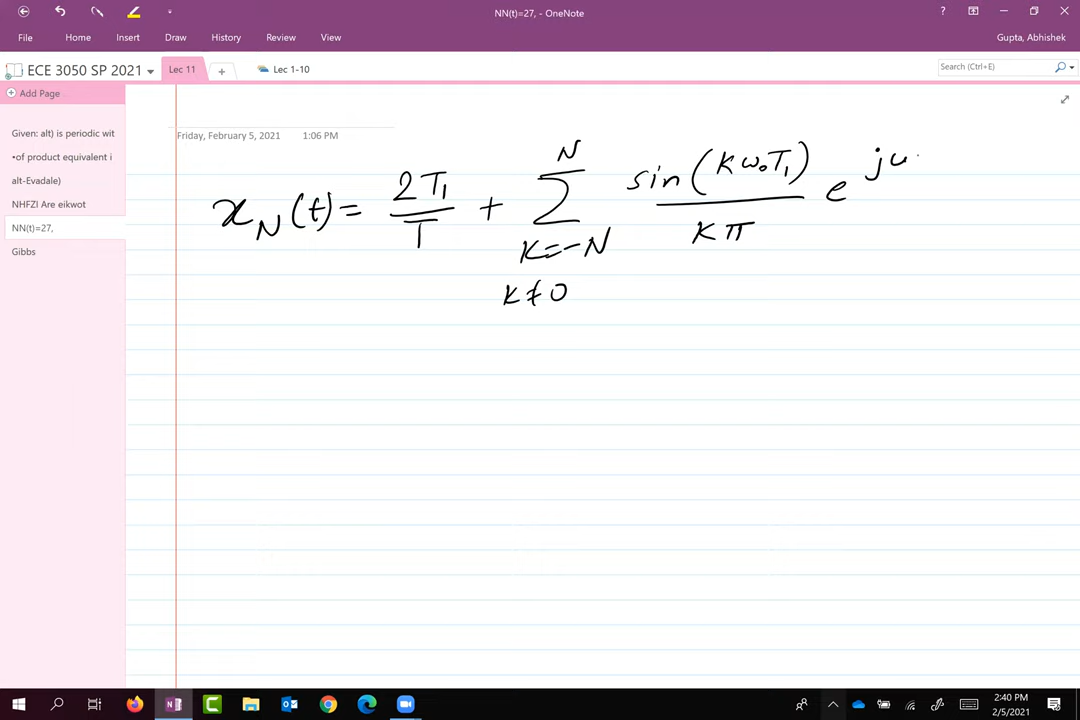 NN(t)=27, - OneNote
File Home Insert Draw History Review View
Gupta, Abhishek
ECE 3050 SP 2021
Lec 11
Lec 1-10
Search (Ctrl+E)
Add Page
Given: alt) is periodic wit
•of product equivalent i
alt-Evadale)
NHFZI Are eikwot
NN(t)=27,
Gibbs
Friday, February 5, 2021 1:06 PM
x_N(t) = 2T₁/T + Σ_{K=-N}^{N} sin(Kω₀T₁)/Kπ e^j
K≠0
2:40 PM
2/5/2021